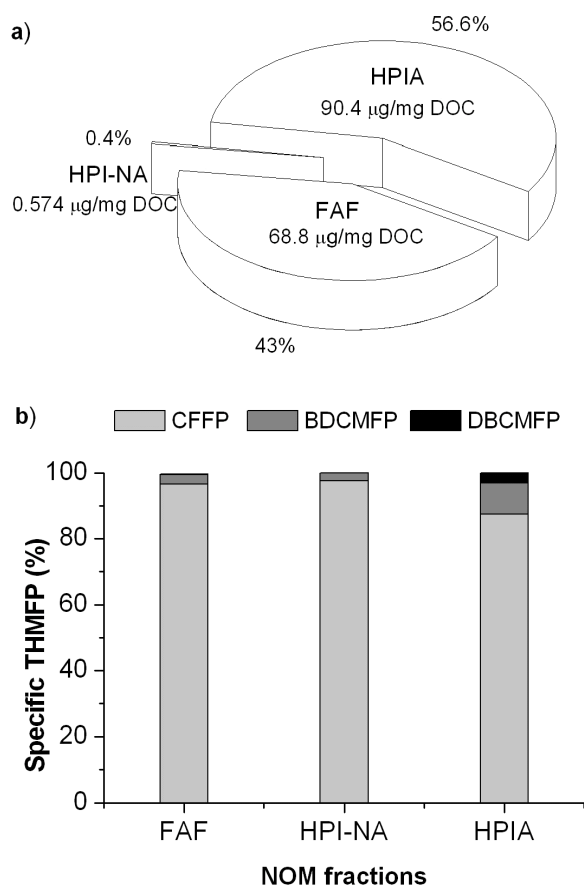 a)
56.6%
HPIA
90.4 μg/mg DOC
0.4%
HPI-NA
0.574 μg/mg DOC
FAF
68.8 μg/mg DOC
43%
b)
CFFP BDCMFP DBCMFP
100
80
60
40
20
0
Specific THMFP (%)
FAF HPI-NA HPIA
NOM fractions